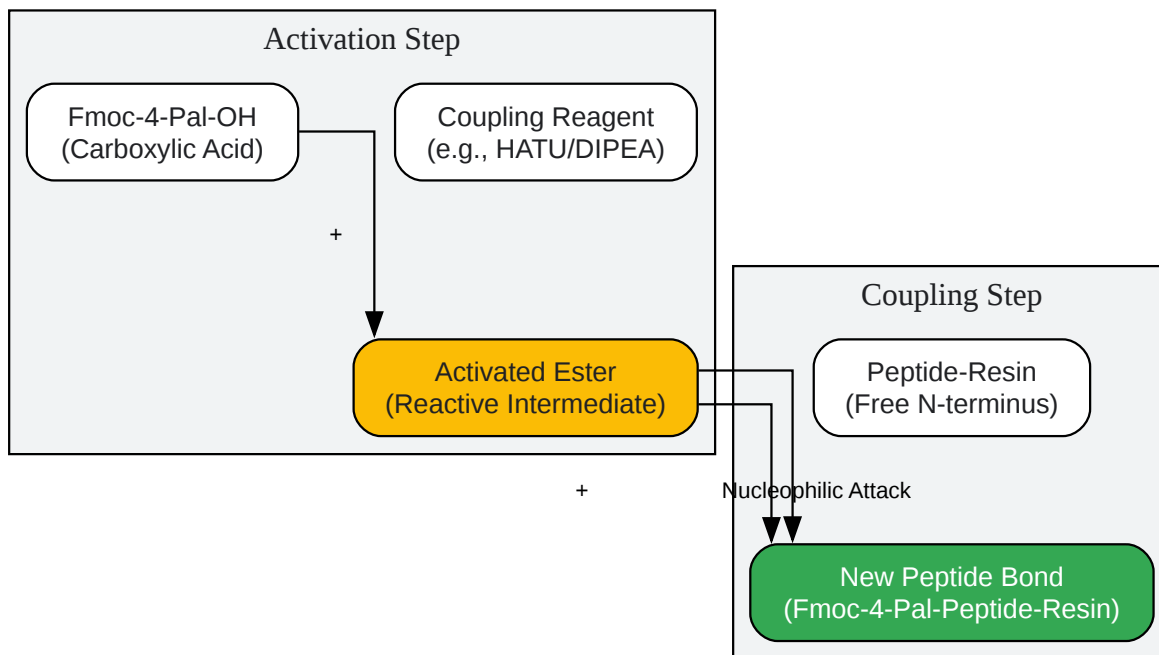 Activation Step
Fmoc-4-Pal-OH
(Carboxylic Acid)
Coupling Reagent
(e.g., HATU/DIPEA)
+
Activated Ester
(Reactive Intermediate)
Coupling Step
Peptide-Resin
(Free N-terminus)
+
Nucleophilic Attack
New Peptide Bond
(Fmoc-4-Pal-Peptide-Resin)